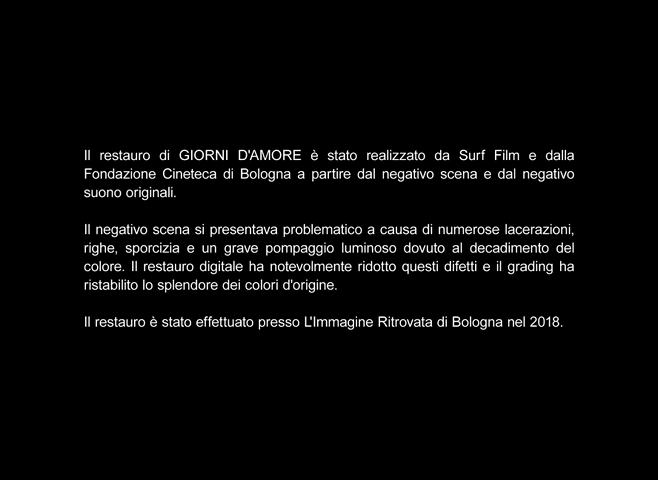 Il restauro di GIORNI D'AMORE è stato realizzato da Surf Film e dalla
Fondazione Cineteca di Bologna a partire dal negativo scena e dal negativo
suono originali.
Il negativo scena si presentava problematico a causa di numerose lacerazioni,
righe, sporcizia e un grave pompaggio luminoso dovuto al decadimento del
colore. Il restauro digitale ha notevolmente ridotto questi difetti e il grading ha
ristabilito lo splendore dei colori d'origine.
Il restauro è stato effettuato presso L'Immagine Ritrovata di Bologna nel 2018.